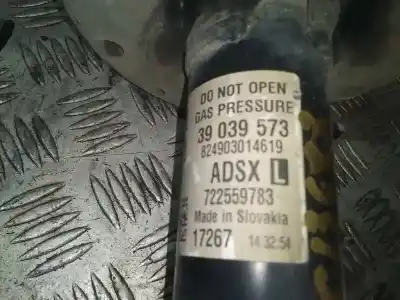 DO NOT OPEN
GAS PRESSURE
39 039 573
824903014619
ADSX L
722559783
Made in Slovakia
17267 14:32:54